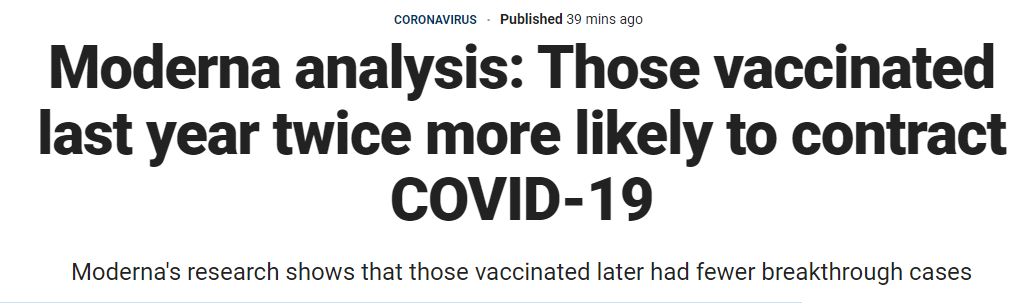 CORONAVIRUS · Published 39 mins ago
Moderna analysis: Those vaccinated
last year twice more likely to contract
COVID-19
Moderna's research shows that those vaccinated later had fewer breakthrough cases